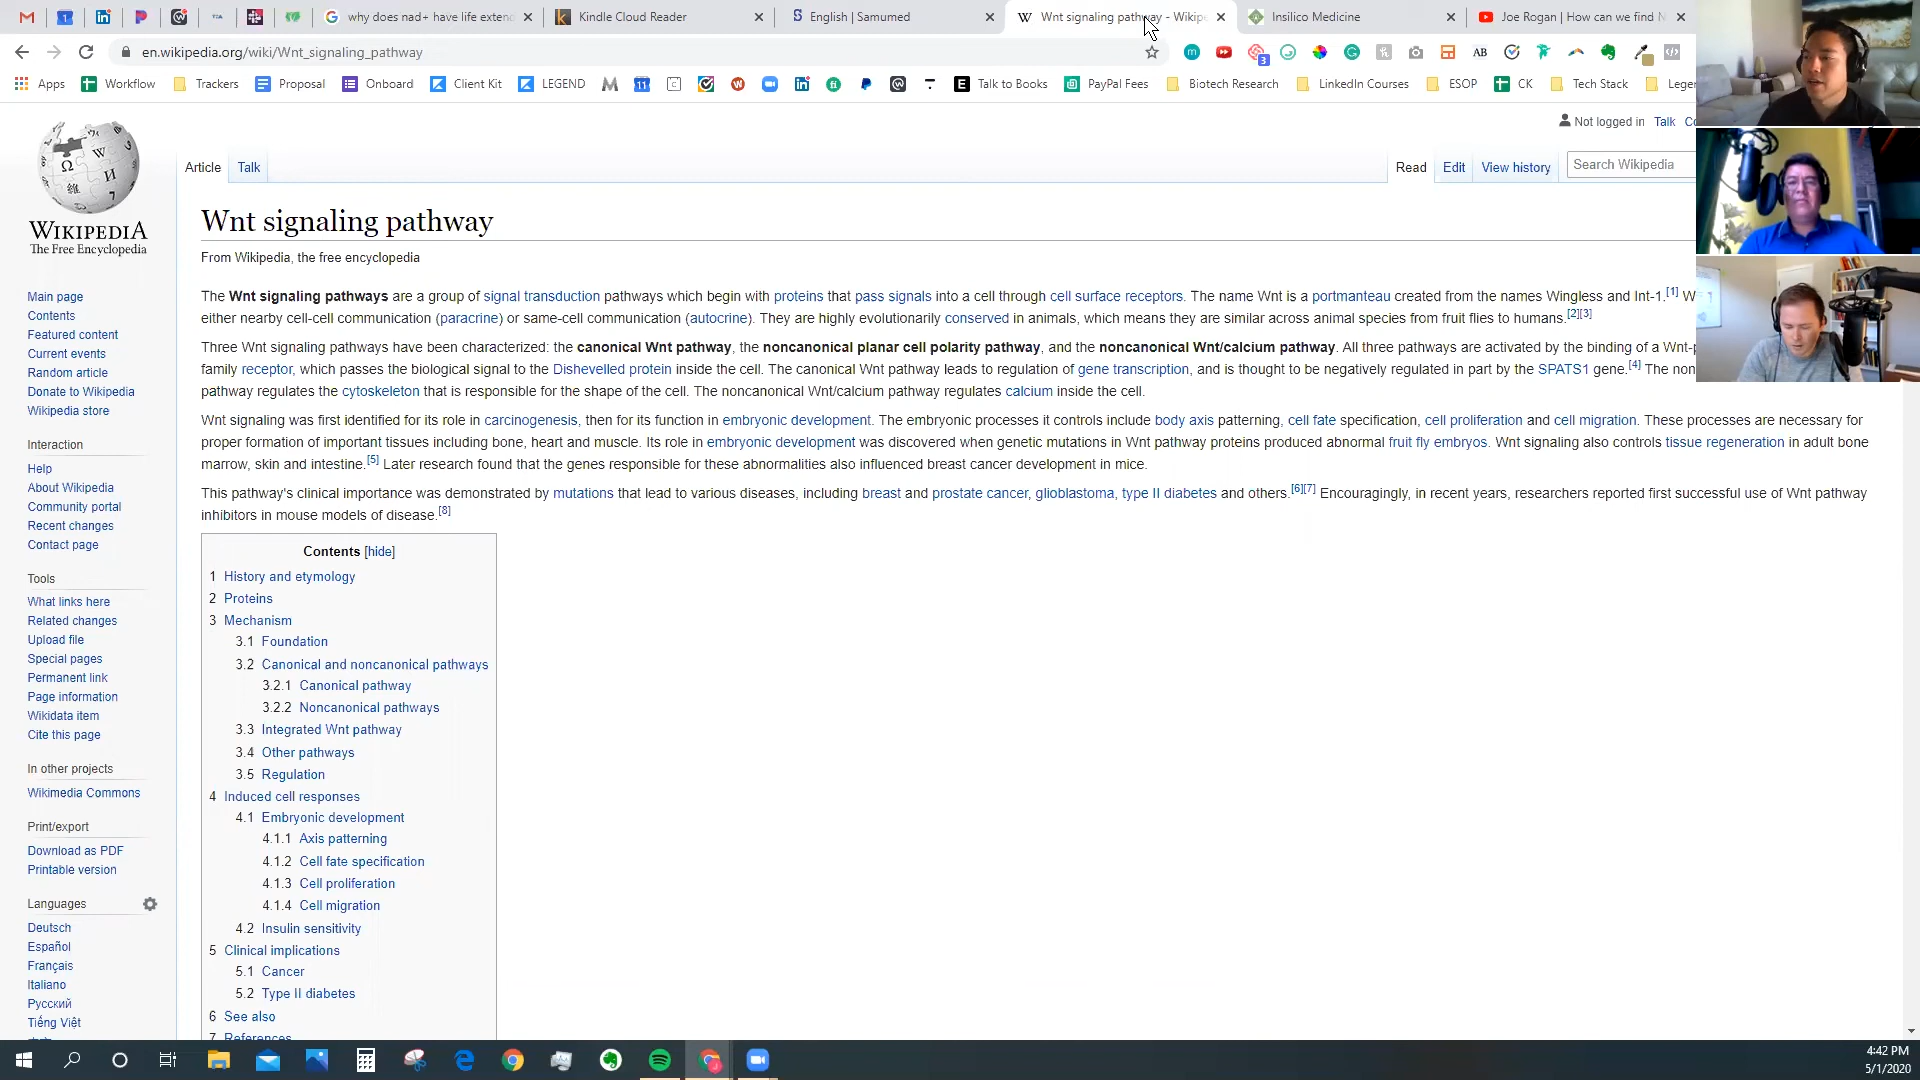 why does nad+ have life extend
Kindle Cloud Reader
English | Samumed
Wnt signaling pathway - Wikipe
Insilico Medicine
Joe Rogan | How can we find N
en.wikipedia.org/wiki/Wnt_signaling_pathway
Apps
Workflow
Trackers
Proposal
Onboard
Client Kit
LEGEND
Talk to Books
PayPal Fees
Biotech Research
LinkedIn Courses
ESOP
CK
Tech Stack
Leger
Not logged in Talk Co
Article Talk
Read Edit View history
Search Wikipedia
WIKIPEDIA
The Free Encyclopedia
Wnt signaling pathway
From Wikipedia, the free encyclopedia
The Wnt signaling pathways are a group of signal transduction pathways which begin with proteins that pass signals into a cell through cell surface receptors. The name Wnt is a portmanteau created from the names Wingless and Int-1.[1] W
either nearby cell-cell communication (paracrine) or same-cell communication (autocrine). They are highly evolutionarily conserved in animals, which means they are similar across animal species from fruit flies to humans.[2][3]
Three Wnt signaling pathways have been characterized: the canonical Wnt pathway, the noncanonical planar cell polarity pathway, and the noncanonical Wnt/calcium pathway. All three pathways are activated by the binding of a Wnt-p
family receptor, which passes the biological signal to the Dishevelled protein inside the cell. The canonical Wnt pathway leads to regulation of gene transcription, and is thought to be negatively regulated in part by the SPATS1 gene.[4] The non
pathway regulates the cytoskeleton that is responsible for the shape of the cell. The noncanonical Wnt/calcium pathway regulates calcium inside the cell.
Wnt signaling was first identified for its role in carcinogenesis, then for its function in embryonic development. The embryonic processes it controls include body axis patterning, cell fate specification, cell proliferation and cell migration. These processes are necessary for
proper formation of important tissues including bone, heart and muscle. Its role in embryonic development was discovered when genetic mutations in Wnt pathway proteins produced abnormal fruit fly embryos. Wnt signaling also controls tissue regeneration in adult bone
marrow, skin and intestine.[5] Later research found that the genes responsible for these abnormalities also influenced breast cancer development in mice.
This pathway's clinical importance was demonstrated by mutations that lead to various diseases, including breast and prostate cancer, glioblastoma, type II diabetes and others.[6][7] Encouragingly, in recent years, researchers reported first successful use of Wnt pathway
inhibitors in mouse models of disease.[8]
Contents [hide]
1 History and etymology
2 Proteins
3 Mechanism
3.1 Foundation
3.2 Canonical and noncanonical pathways
3.2.1 Canonical pathway
3.2.2 Noncanonical pathways
3.3 Integrated Wnt pathway
3.4 Other pathways
3.5 Regulation
4 Induced cell responses
4.1 Embryonic development
4.1.1 Axis patterning
4.1.2 Cell fate specification
4.1.3 Cell proliferation
4.1.4 Cell migration
4.2 Insulin sensitivity
5 Clinical implications
5.1 Cancer
5.2 Type II diabetes
6 See also
7 References
Main page
Contents
Featured content
Current events
Random article
Donate to Wikipedia
Wikipedia store
Interaction
Help
About Wikipedia
Community portal
Recent changes
Contact page
Tools
What links here
Related changes
Upload file
Special pages
Permanent link
Page information
Wikidata item
Cite this page
In other projects
Wikimedia Commons
Print/export
Download as PDF
Printable version
Languages
Deutsch
Español
Français
Italiano
Русский
Tiếng Việt
4:42 PM
5/1/2020